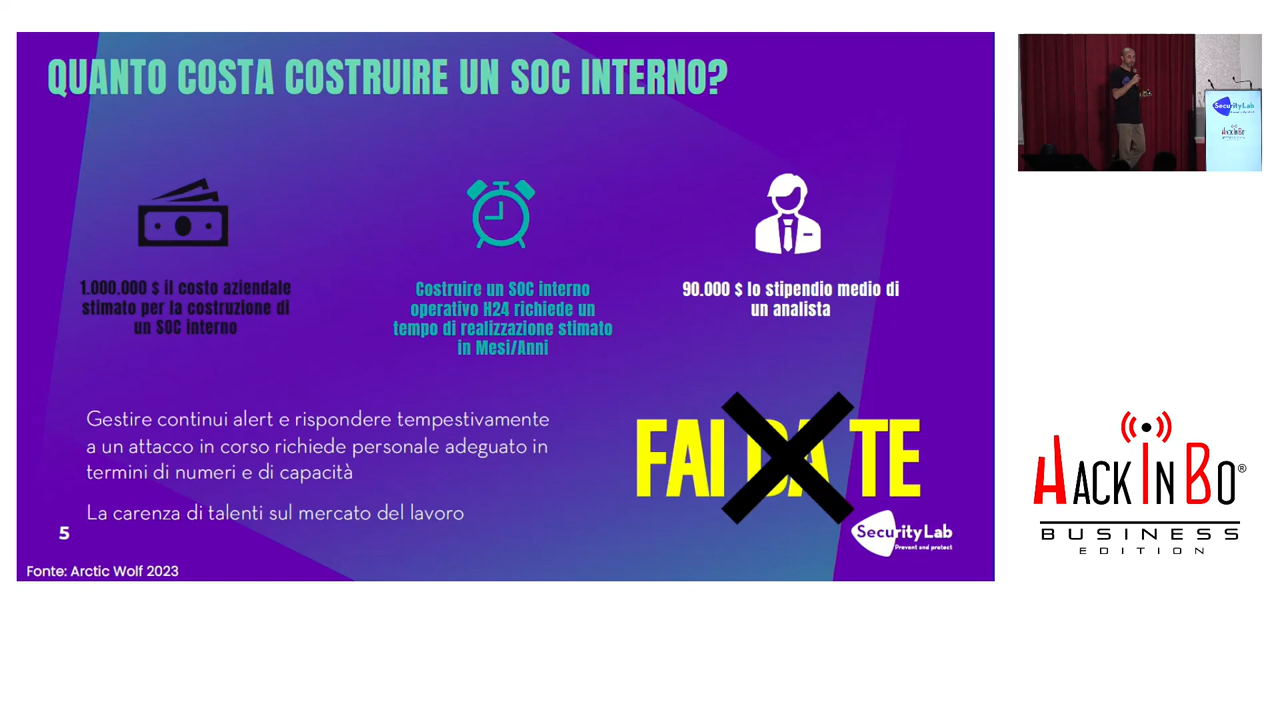 QUANTO COSTA COSTRUIRE UN SOC INTERNO?
1.000.000 $ il costo aziendale
stimato per la costruzione di
un SOC interno
Costruire un SOC interno
operativo H24 richiede un
tempo di realizzazione stimato
in Mesi/Anni
90.000 $ lo stipendio medio di
un analista
Gestire continui alert e rispondere tempestivamente
a un attacco in corso richiede personale adeguato in
termini di numeri e di capacità
La carenza di talenti sul mercato del lavoro
FAI DA TE
5
SecurityLab
Prevent and protect
Fonte: Arctic Wolf 2023
SecurityLab
HACKINBO
HACKINBO®
BUSINESS
EDITION